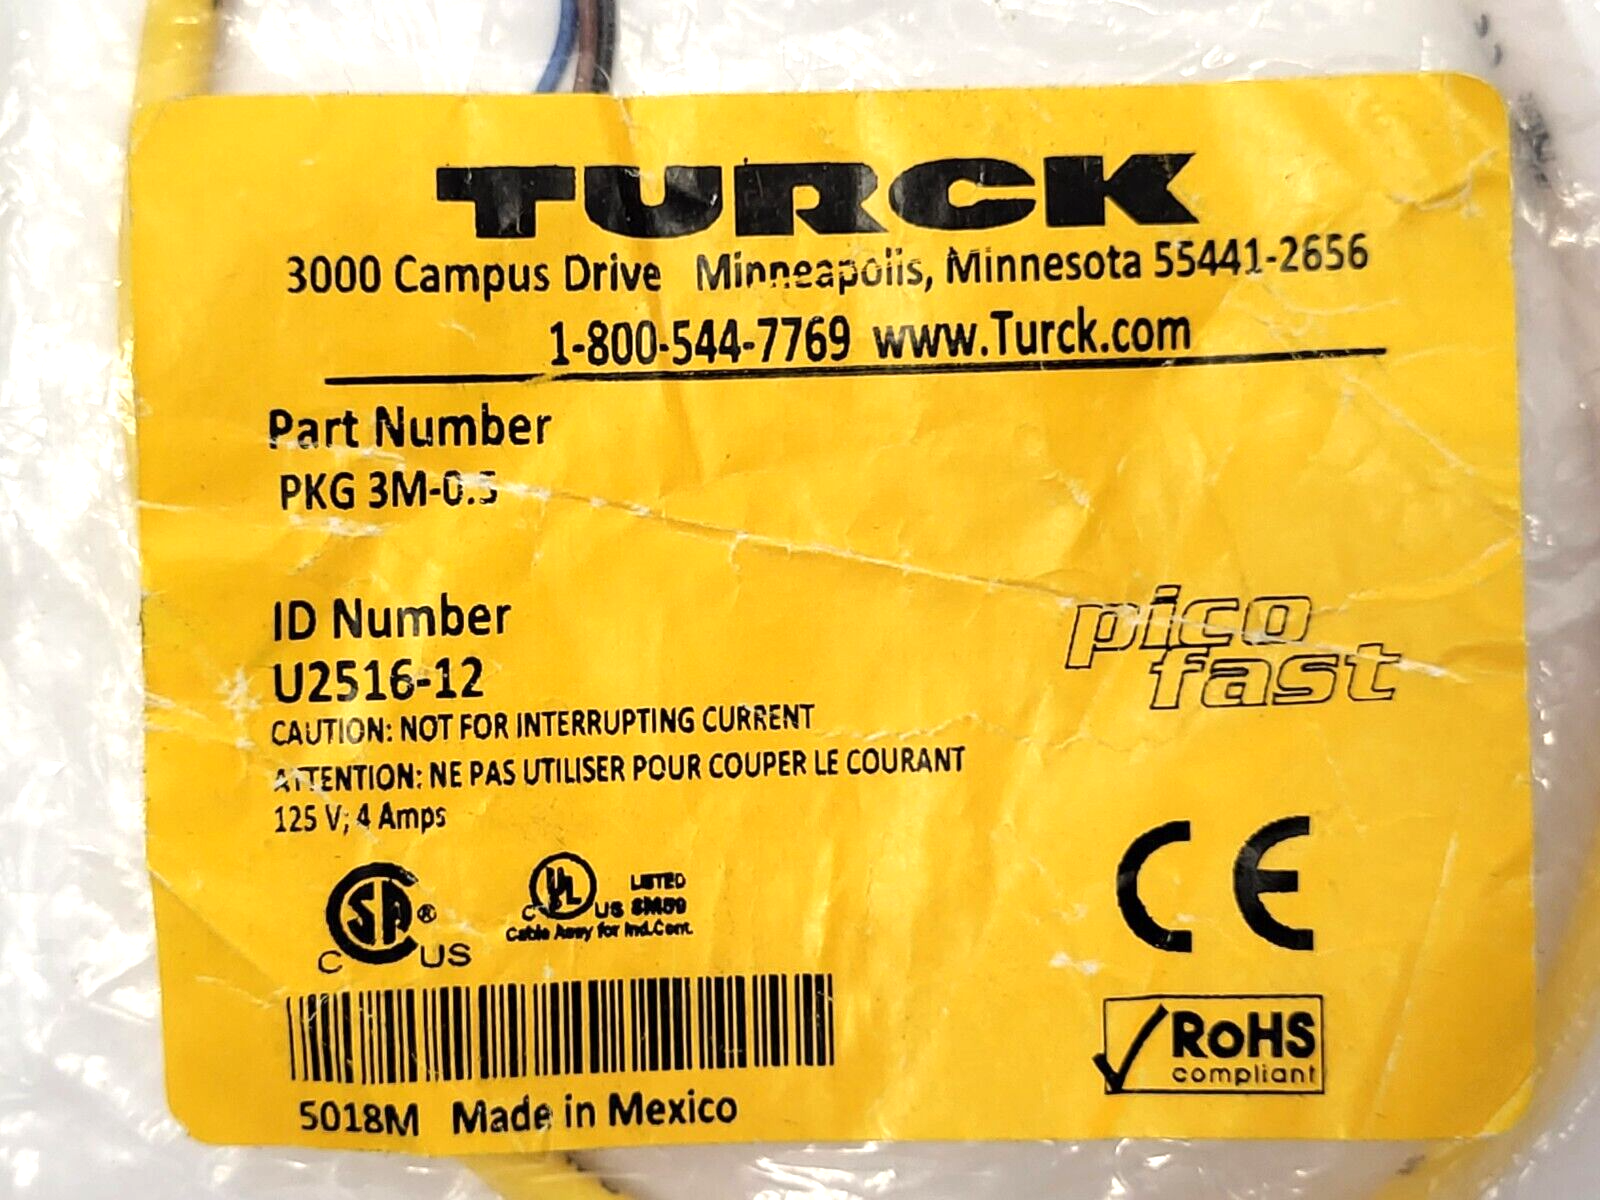 TURCK
3000 Campus Drive Minneapolis, Minnesota 55441-2656
1-800-544-7769 www.Turck.com
Part Number
PKG 3M-0.5
ID Number
U2516-12
pico
fast
CAUTION: NOT FOR INTERRUPTING CURRENT
ATTENTION: NE PAS UTILISER POUR COUPER LE COURANT
125 V; 4 Amps
CSA® C US
C UL US LISTED
Cable Assy for Ind.Cont.
CE
RoHS
compliant
5018M Made in Mexico